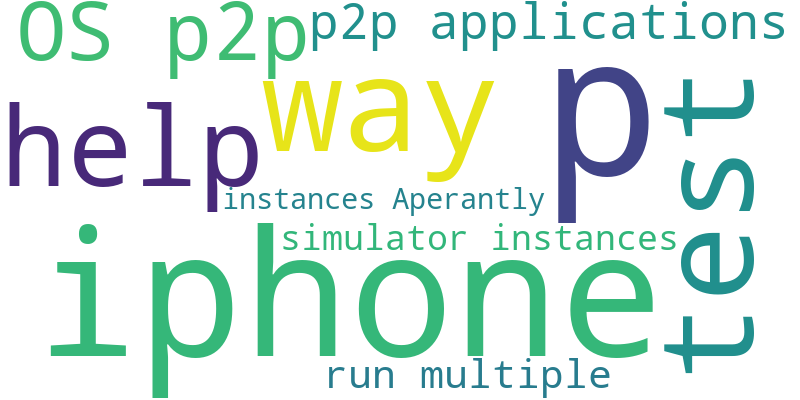 OS p2p
p2p applications
way
p
test
help
instances Aperantly
simulator instances
iphone
run multiple